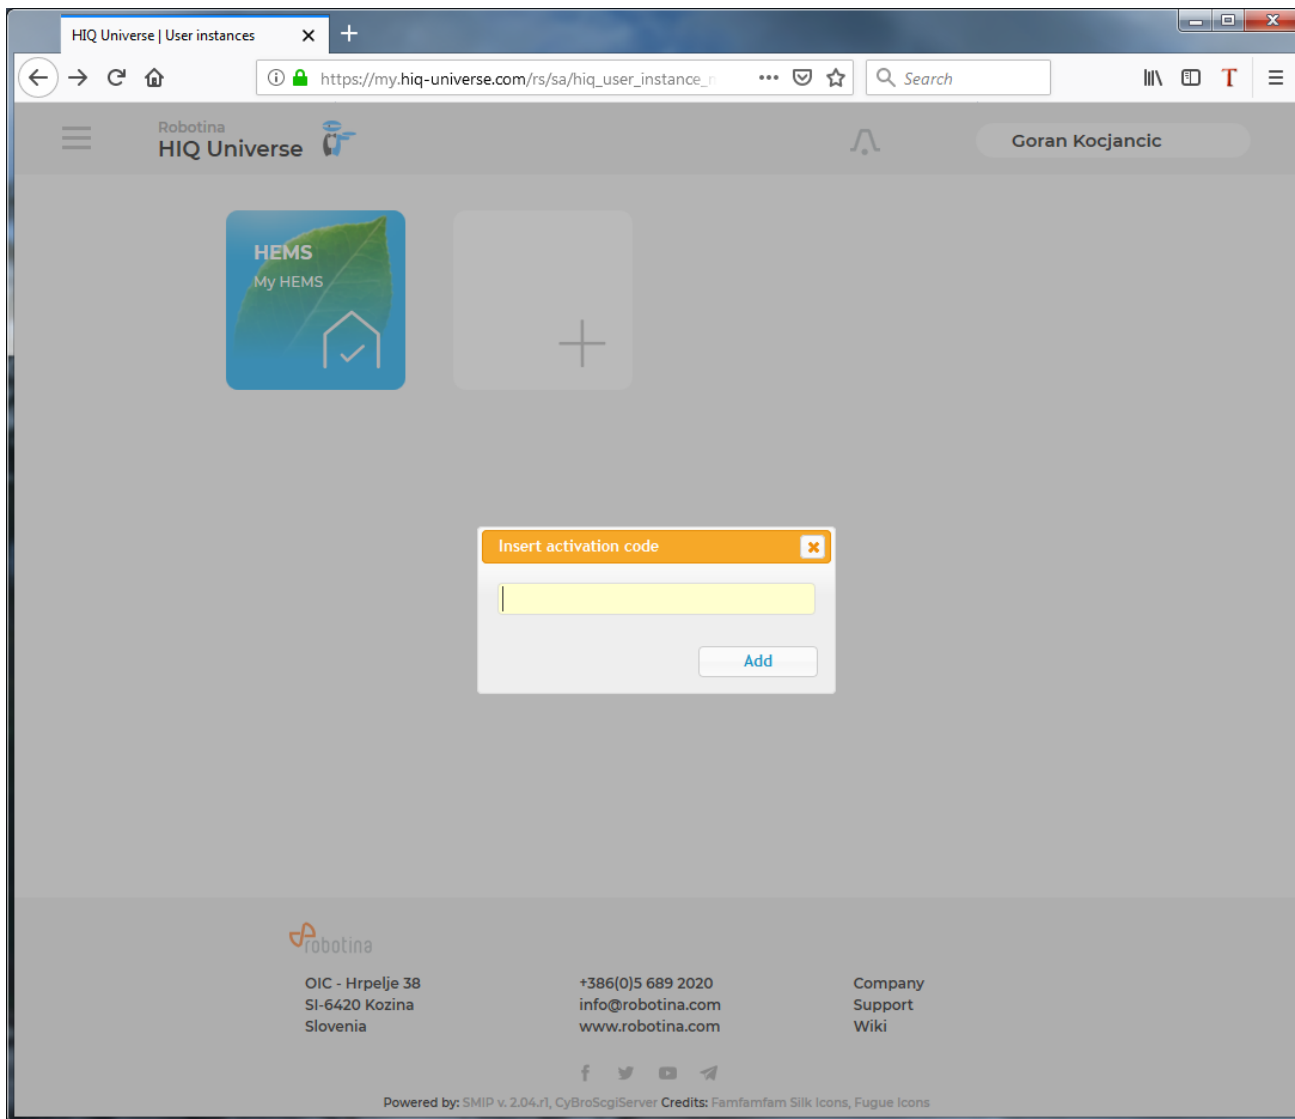 HIQ Universe | User instances
https://my.hiq-universe.com/rs/sa/hiq_user_instance_
Search
T
Robotina
HIQ Universe
Goran Kocjancic
HEMS
My HEMS
Insert activation code
Add
robotina
OIC - Hrpelje 38
SI-6420 Kozina
Slovenia
+386(0)5 689 2020
info@robotina.com
www.robotina.com
Company
Support
Wiki
Powered by: SMIP v. 2.04.r1, CyBroScgiServer Credits: Famfamfam Silk Icons, Fugue Icons